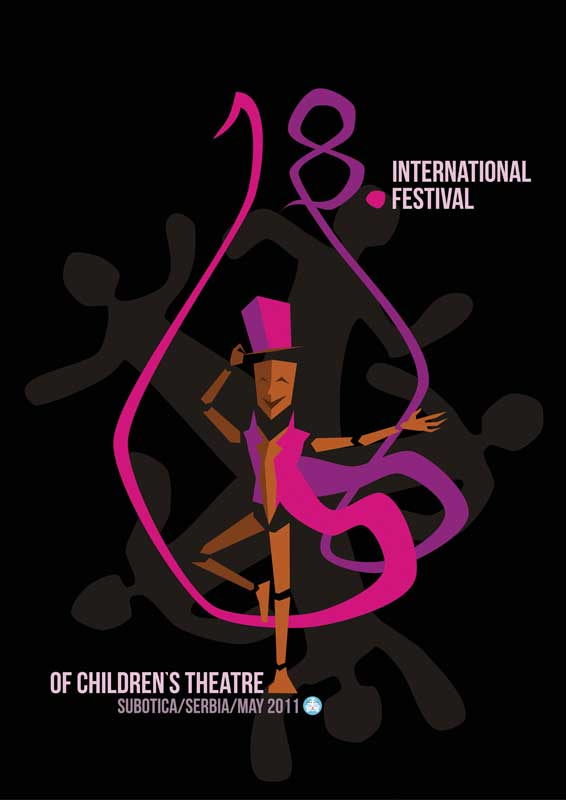 18.
INTERNATIONAL
FESTIVAL
OF CHILDREN'S THEATRE
SUBOTICA/SERBIA/MAY 2011